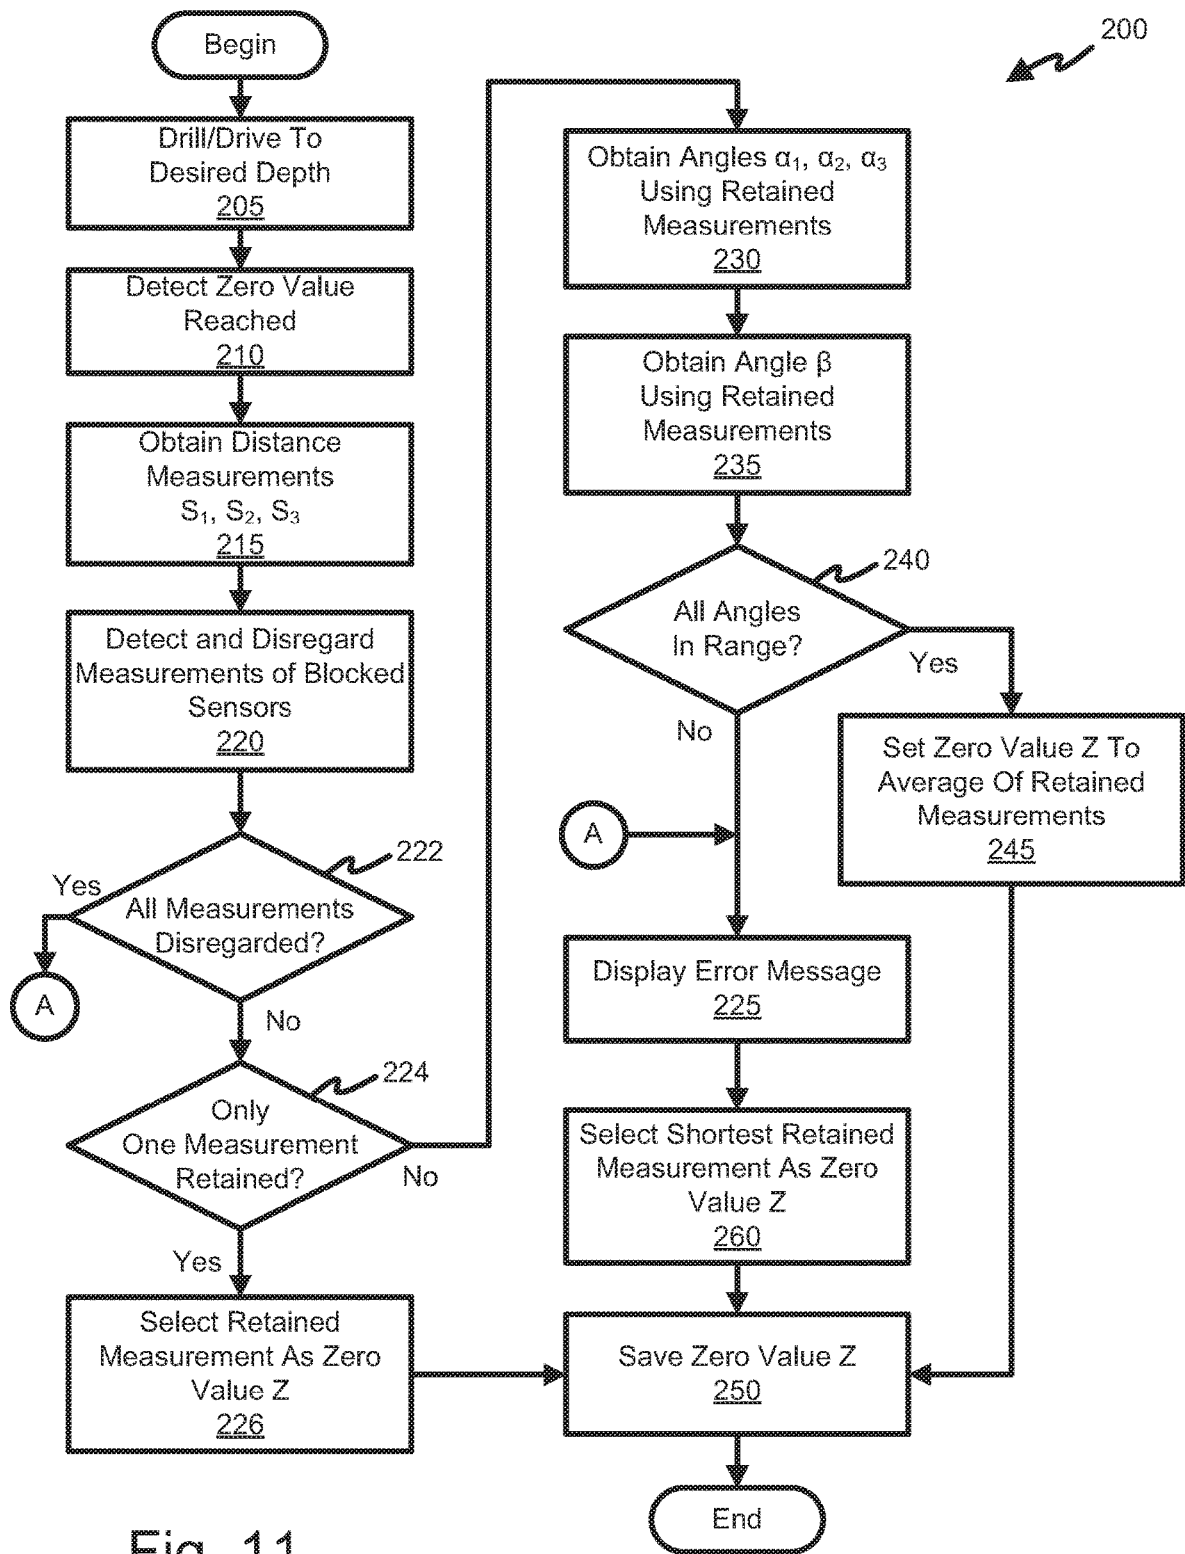 200
Begin
Drill/Drive To
Desired Depth
205
Detect Zero Value
Reached
210
Obtain Distance
Measurements
S₁, S₂, S₃
215
Detect and Disregard
Measurements of Blocked
Sensors
220
222
Yes
All Measurements
Disregarded?
A
No
224
Only
One Measurement
Retained?
No
Yes
Select Retained
Measurement As Zero
Value Z
226
Obtain Angles α₁, α₂, α₃
Using Retained
Measurements
230
Obtain Angle β
Using Retained
Measurements
235
240
All Angles
In Range?
Yes
No
Set Zero Value Z To
Average Of Retained
Measurements
245
A
Display Error Message
225
Select Shortest Retained
Measurement As Zero
Value Z
260
Save Zero Value Z
250
End
Fig. 11